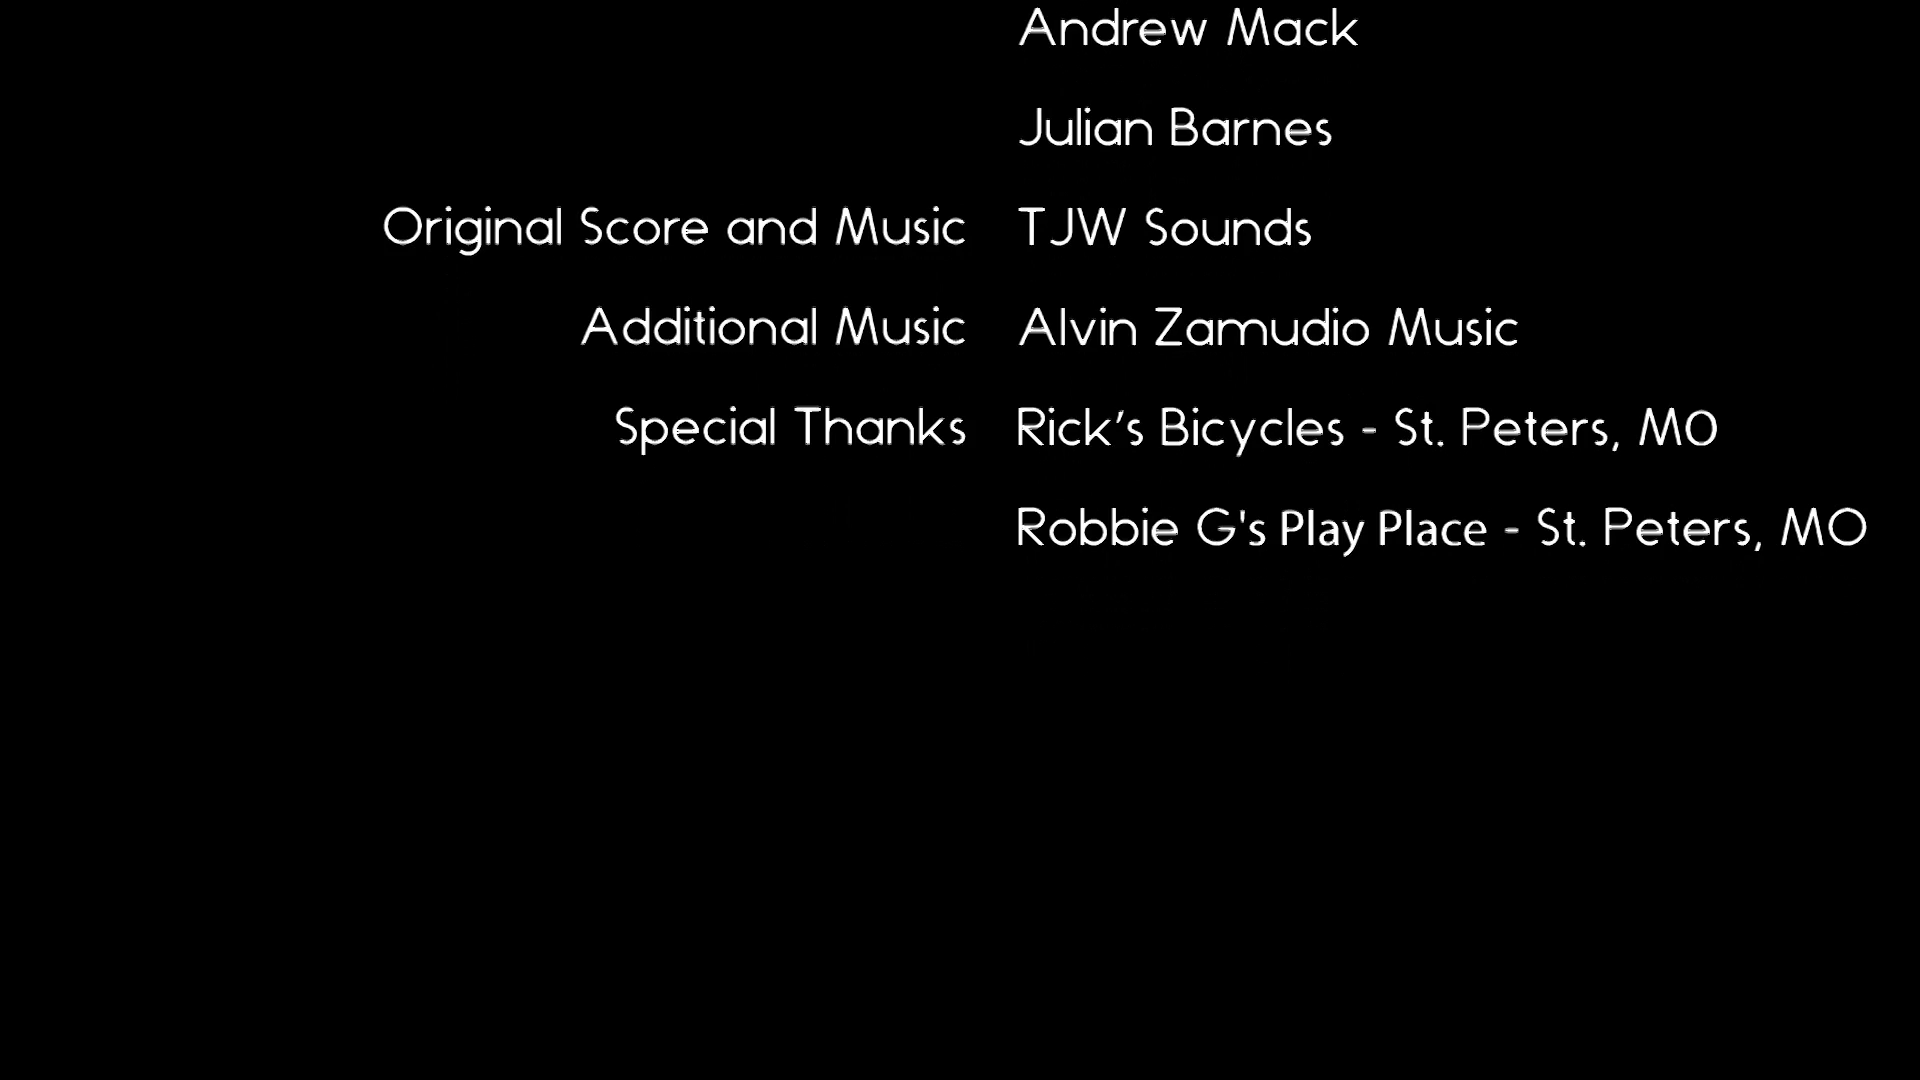 Andrew Mack
Julian Barnes
Original Score and Music TJW Sounds
Additional Music Alvin Zamudio Music
Special Thanks Rick’s Bicycles - St. Peters, MO
Robbie G's Play Place - St. Peters, MO